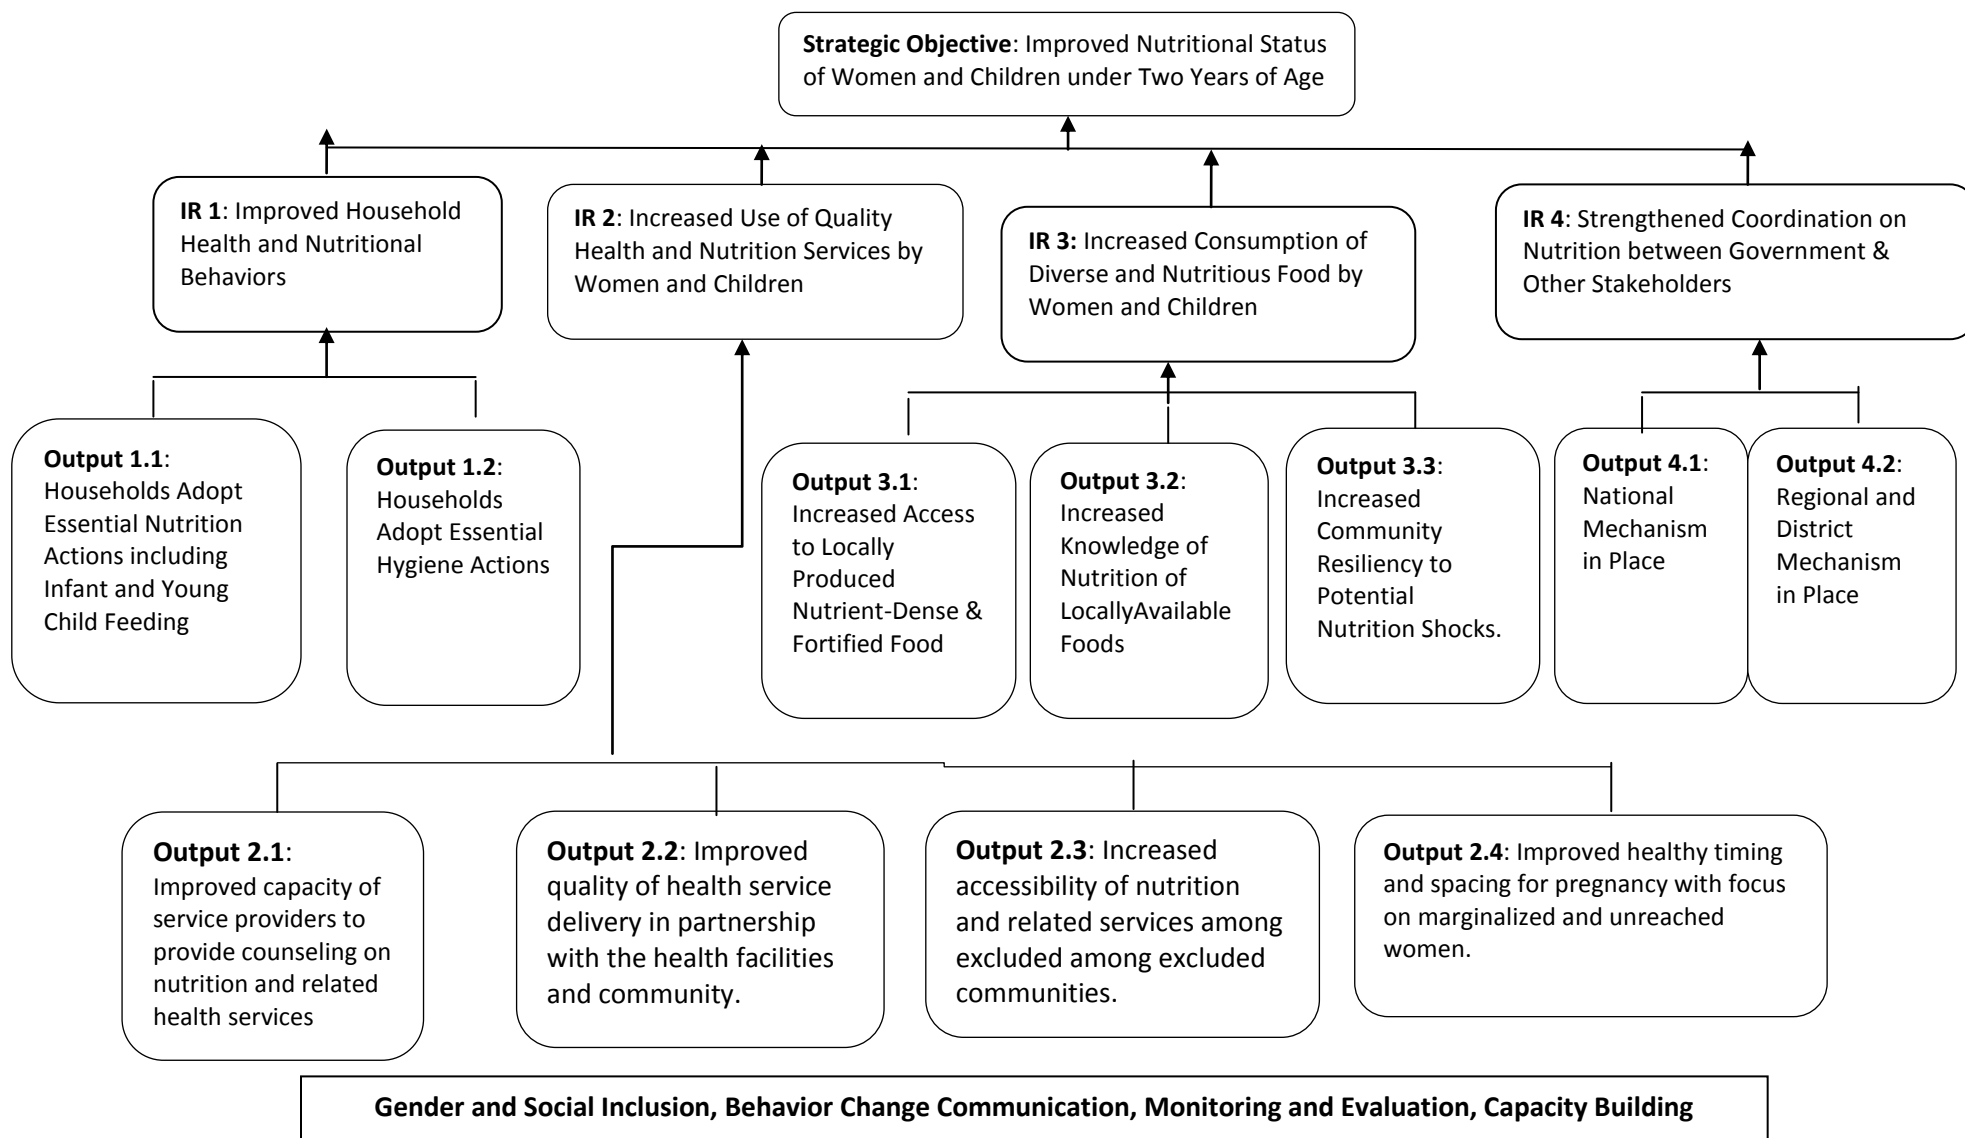 Strategic Objective: Improved Nutritional Status
of Women and Children under Two Years of Age
IR 1: Improved Household
Health and Nutritional
Behaviors
IR 2: Increased Use of Quality
Health and Nutrition Services by
Women and Children
IR 3: Increased Consumption of
Diverse and Nutritious Food by
Women and Children
IR 4: Strengthened Coordination on
Nutrition between Government &
Other Stakeholders
Output 1.1:
Households Adopt
Essential Nutrition
Actions including
Infant and Young
Child Feeding
Output 1.2:
Households
Adopt Essential
Hygiene Actions
Output 3.1:
Increased Access
to Locally
Produced
Nutrient-Dense &
Fortified Food
Output 3.2:
Increased
Knowledge of
Nutrition of
LocallyAvailable
Foods
Output 3.3:
Increased
Community
Resiliency to
Potential
Nutrition Shocks.
Output 4.1:
National
Mechanism
in Place
Output 4.2:
Regional and
District
Mechanism
in Place
Output 2.1:
Improved capacity of
service providers to
provide counseling on
nutrition and related
health services
Output 2.2: Improved
quality of health service
delivery in partnership
with the health facilities
and community.
Output 2.3: Increased
accessibility of nutrition
and related services among
excluded among excluded
communities.
Output 2.4: Improved healthy timing
and spacing for pregnancy with focus
on marginalized and unreached
women.
Gender and Social Inclusion, Behavior Change Communication, Monitoring and Evaluation, Capacity Building